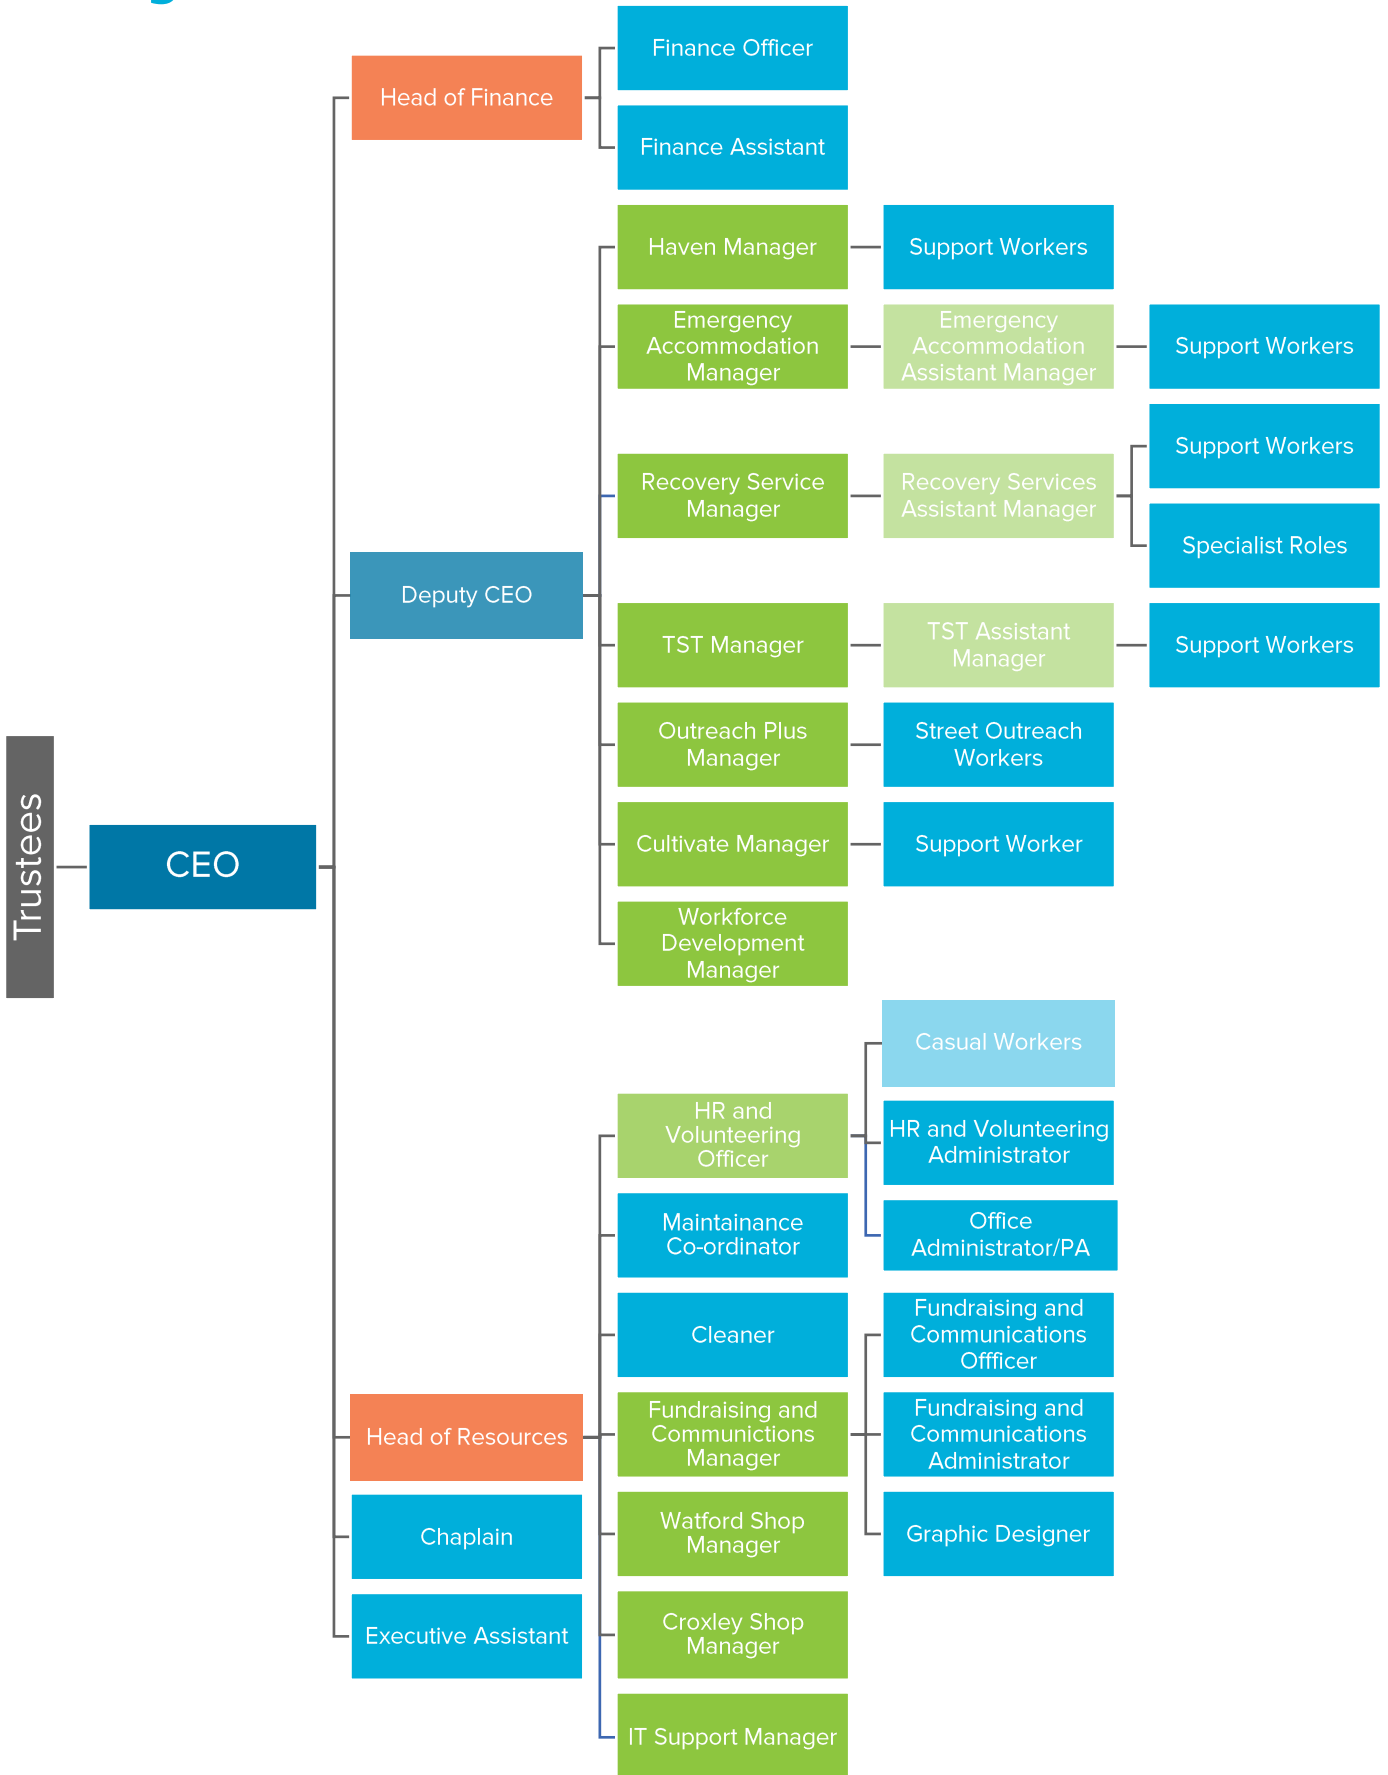 Finance Officer
Head of Finance
Finance Assistant
Haven Manager
Support Workers
Emergency
Accommodation
Manager
Emergency
Accommodation
Assistant Manager
Support Workers
Support Workers
Recovery Service
Manager
Recovery Services
Assistant Manager
Specialist Roles
Deputy CEO
TST Manager
TST Assistant
Manager
Support Workers
Outreach Plus
Manager
Street Outreach
Workers
Trustees
CEO
Cultivate Manager
Support Worker
Workforce
Development
Manager
Casual Workers
HR and
Volunteering
Officer
HR and Volunteering
Administrator
Maintainance
Co-ordinator
Office
Administrator/PA
Cleaner
Fundraising and
Communications
Offficer
Head of Resources
Fundraising and
Communictions
Manager
Fundraising and
Communications
Administrator
Chaplain
Watford Shop
Manager
Graphic Designer
Executive Assistant
Croxley Shop
Manager
IT Support Manager